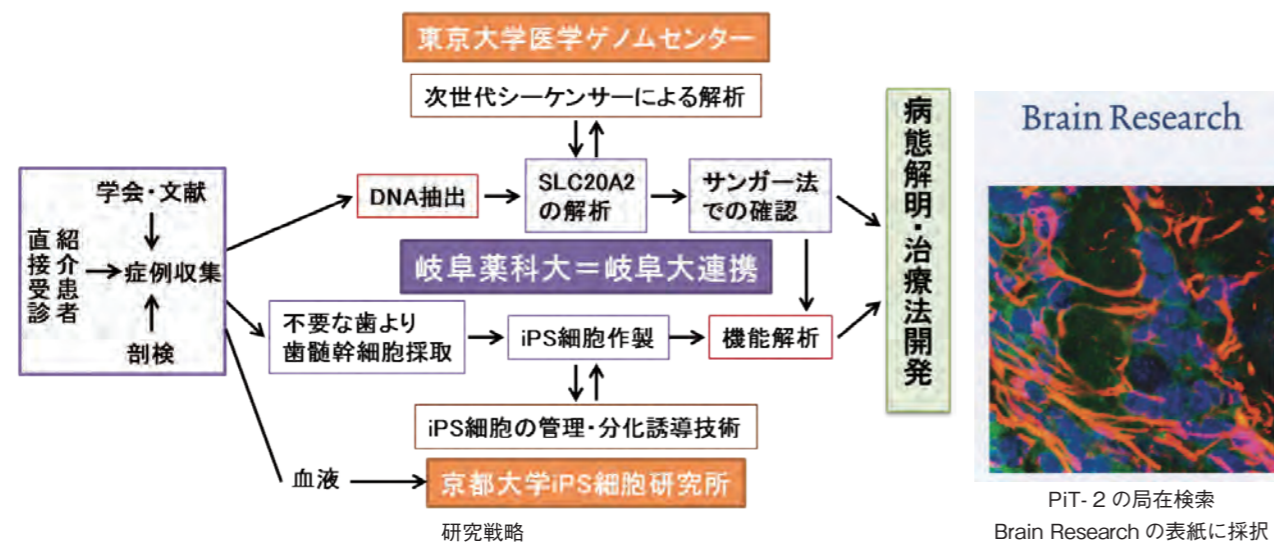 東京大学医学ゲノムセンター
次世代シーケンサーによる解析
学会・文献
直接受診
紹介患者
症例収集
剖検
DNA抽出
SLC20A2
の解析
サンガー法
での確認
岐阜薬科大＝岐阜大連携
不要な歯より
歯髄幹細胞採取
iPS細胞作製
機能解析
iPS細胞の管理・分化誘導技術
血液
京都大学iPS細胞研究所
病態解明・治療法開発
研究戦略
Brain Research
PiT-２の局在検索
Brain Research の表紙に採択